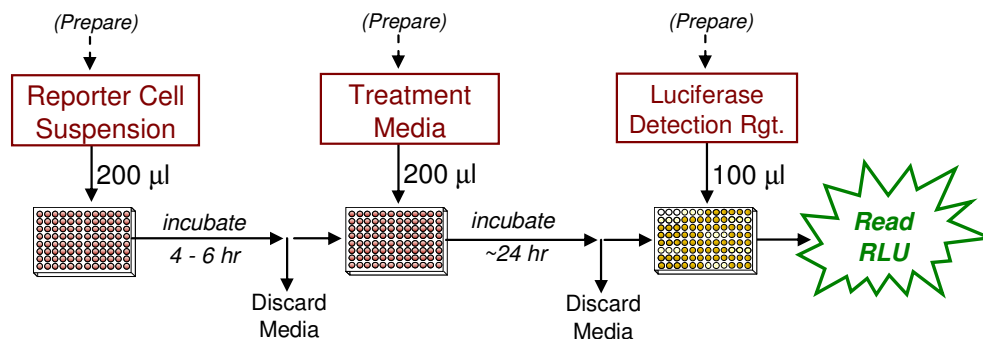 (Prepare)
(Prepare)
(Prepare)
Reporter Cell
Suspension
Treatment
Media
Luciferase
Detection Rgt.
200 μl
200 μl
100 μl
incubate
4 - 6 hr
incubate
~24 hr
Read
RLU
Discard
Media
Discard
Media